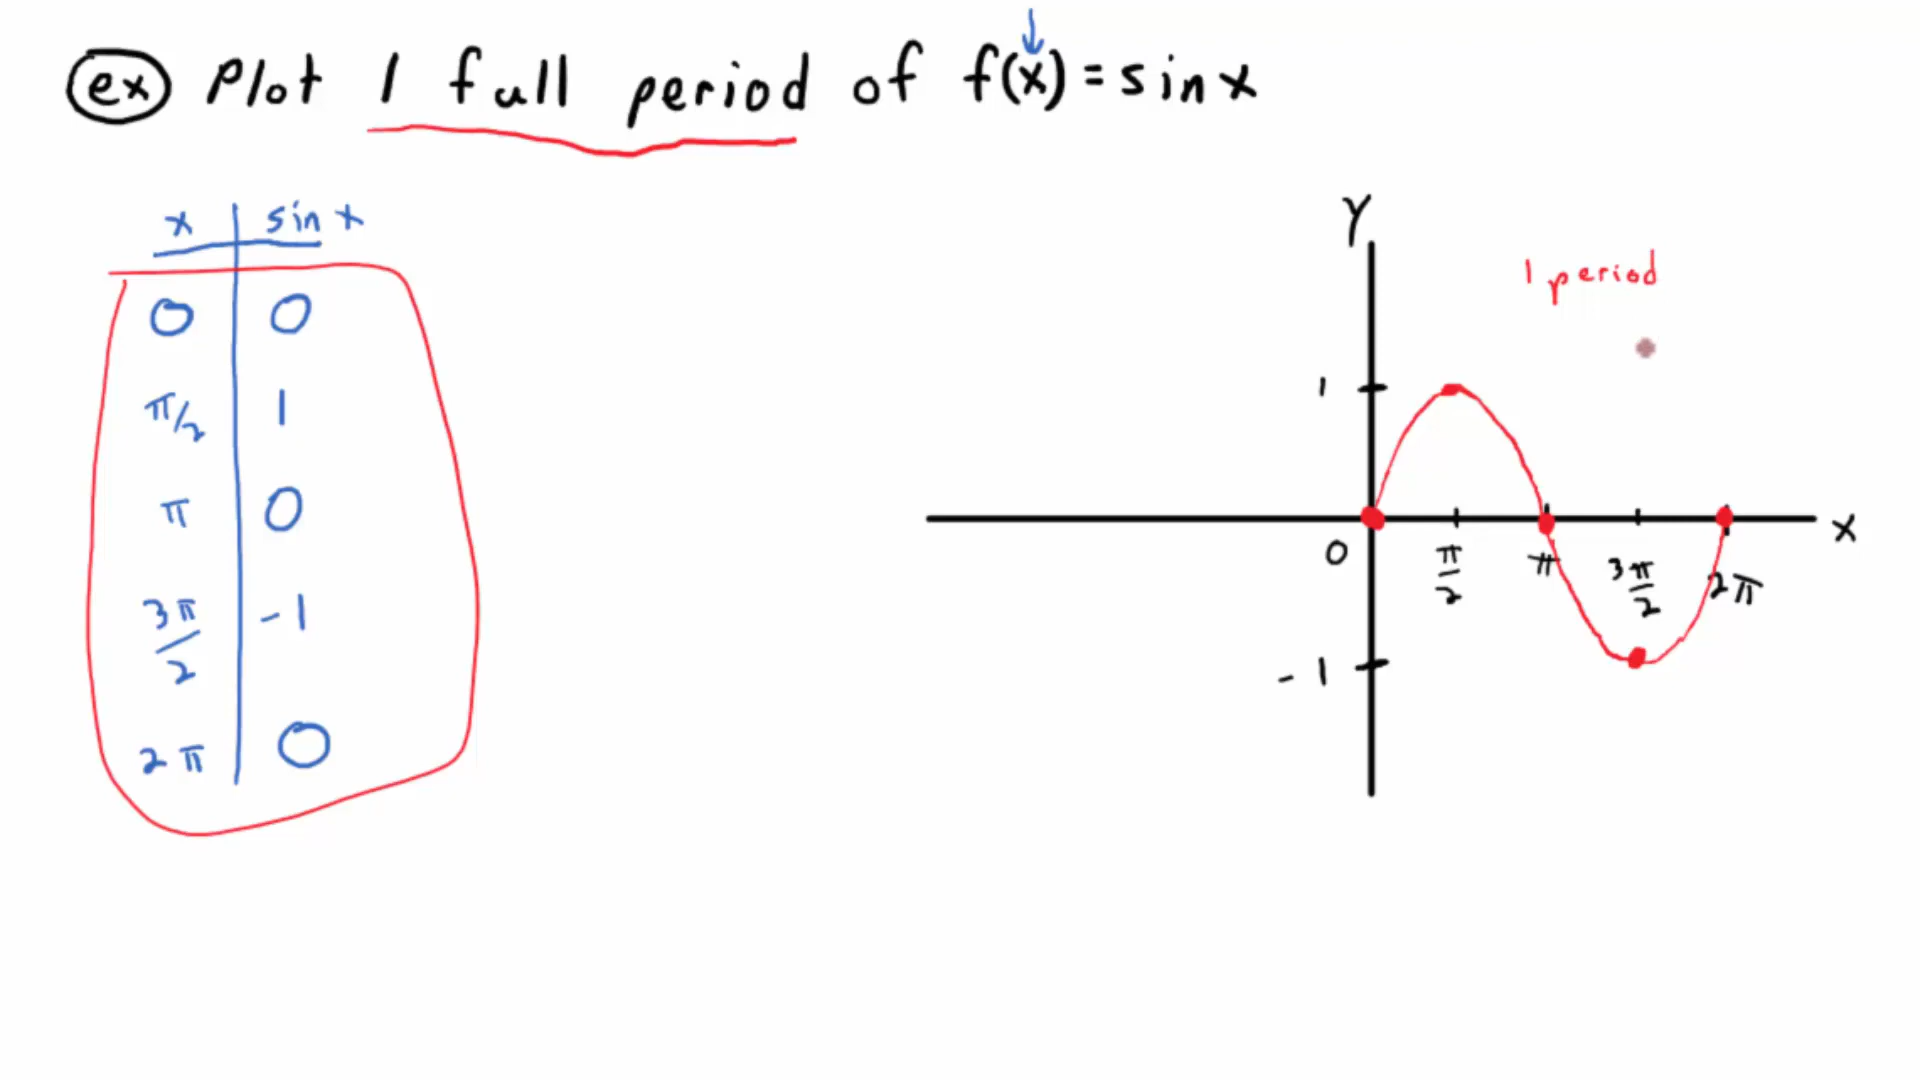 ex Plot 1 full period of f(x) = sin x
x sin x
0 0
π/2 1
π 0
3π/2 -1
2π 0
y
1 period
1
x
0 π/2 π 3π/2 2π
-1